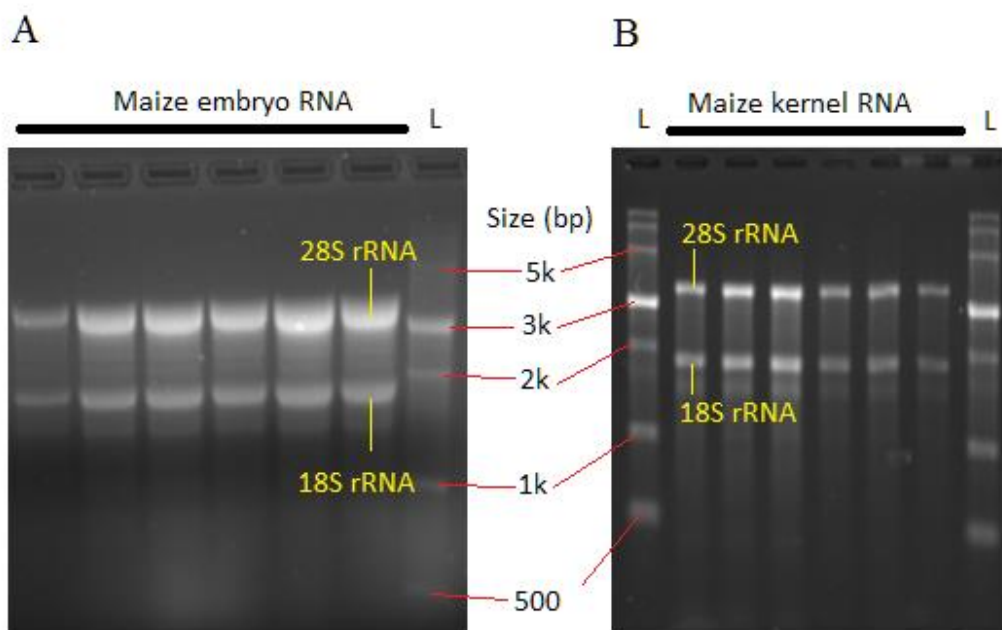 A
B
Maize embryo RNA
L
L
Maize kernel RNA
L
Size (bp)
28S rRNA
28S rRNA
5k
3k
2k
18S rRNA
18S rRNA
1k
500